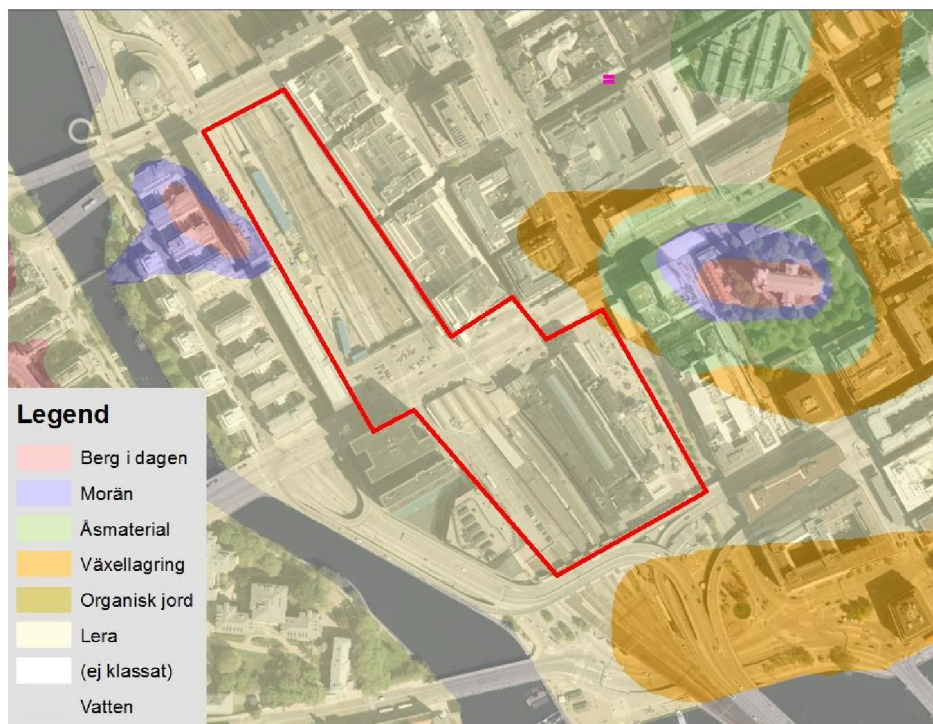 Legend
Berg i dagen
Morän
Åsmaterial
Växellagring
Organisk jord
Lera
(ej klassat)
Vatten